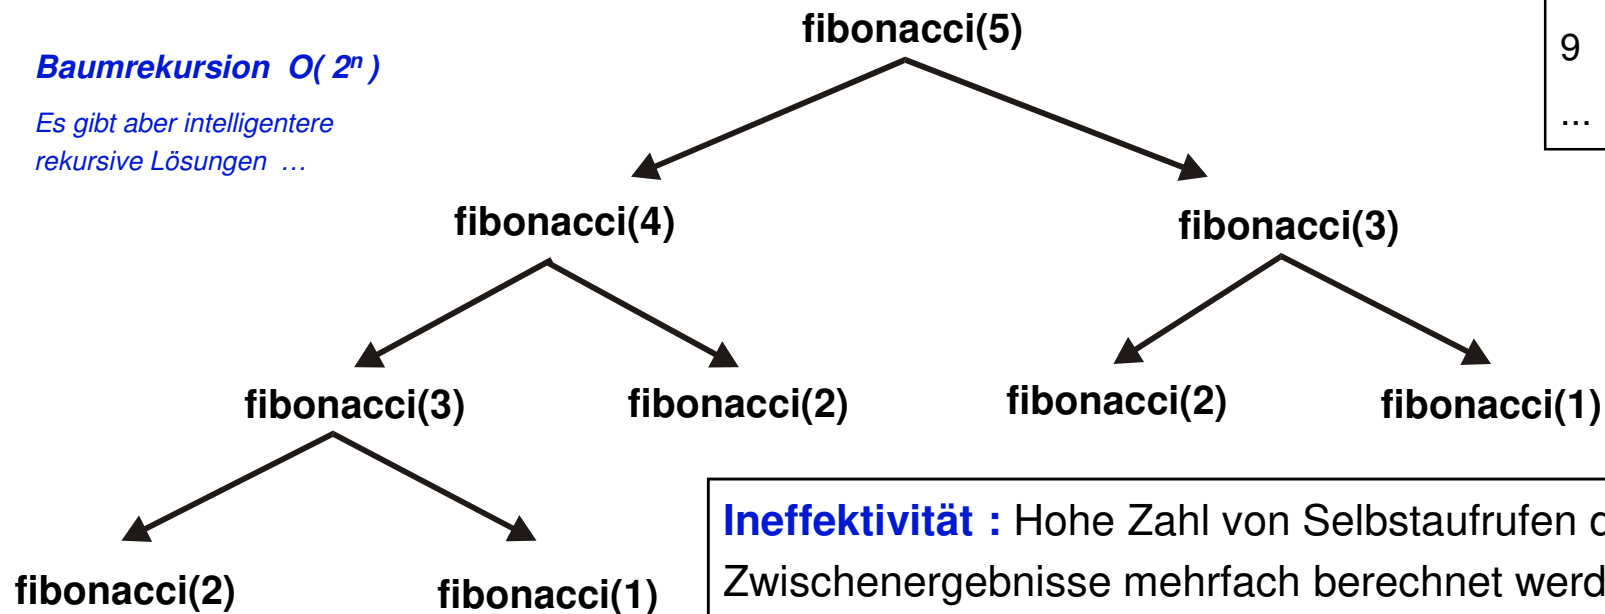 fibonacci(5)
Baumrekursion O( 2ⁿ )
Es gibt aber intelligentere
rekursive Lösungen …
9
...
fibonacci(4)
fibonacci(3)
fibonacci(3)
fibonacci(2)
fibonacci(2)
fibonacci(1)
Ineffektivität : Hohe Zahl von Selbstaufrufen
Zwischenergebnisse mehrfach berechnet
fibonacci(2)
fibonacci(1)